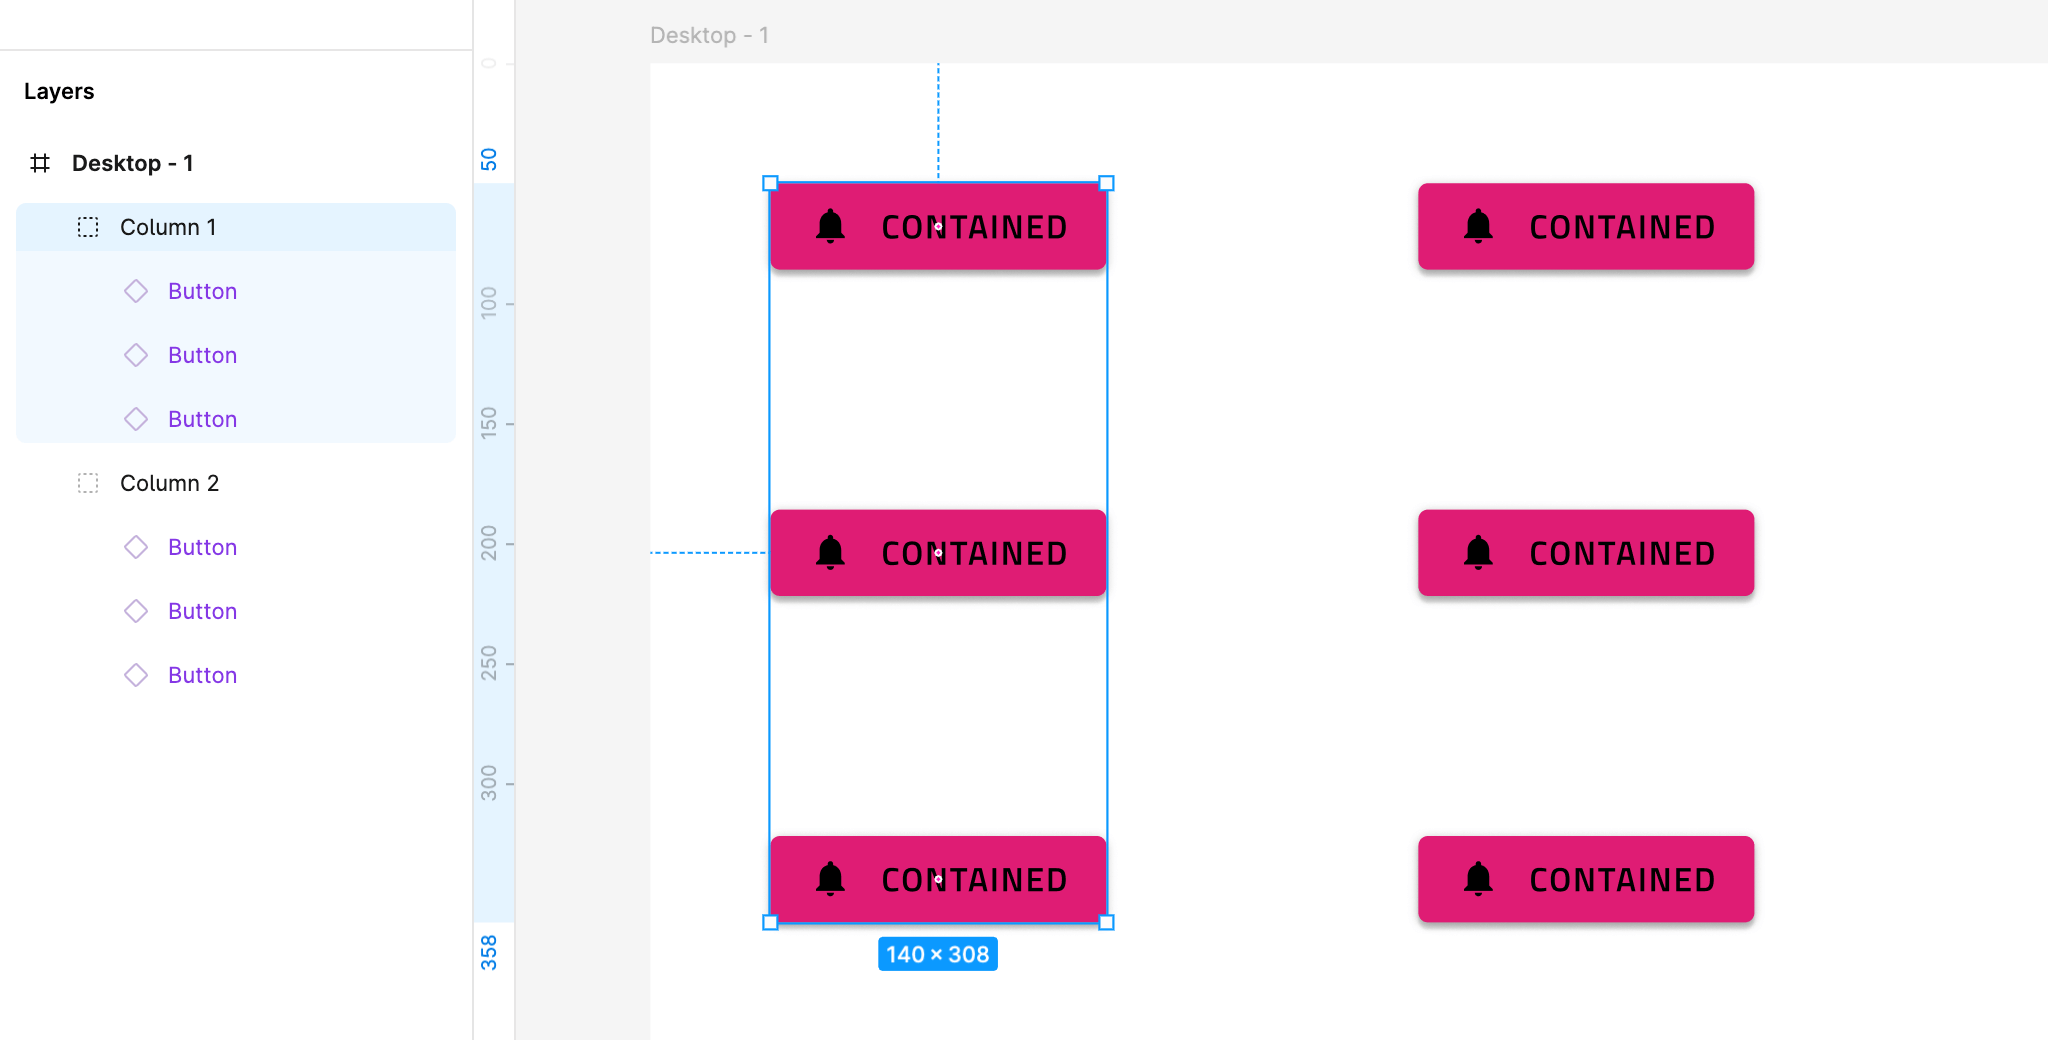 Layers
Desktop - 1
Column 1
Button
Button
Button
Column 2
Button
Button
Button
0
50
100
150
200
250
300
358
Desktop - 1
CONTAINED
CONTAINED
CONTAINED
CONTAINED
CONTAINED
CONTAINED
140 × 308